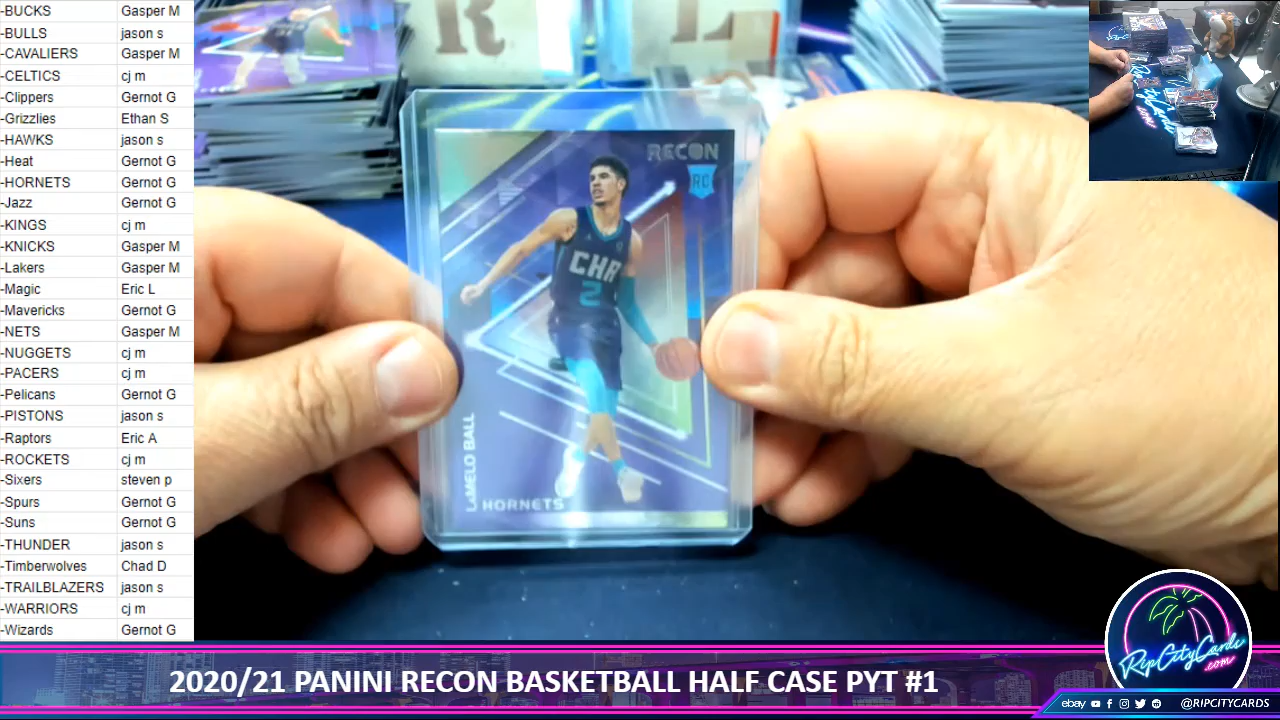 -BUCKS Gasper M
-BULLS jason s
-CAVALIERS Gasper M
-CELTICS cj m
-Clippers Gernot G
-Grizzlies Ethan S
-HAWKS jason s
-Heat Gernot G
-HORNETS Gernot G
-Jazz Gernot G
-KINGS cj m
-KNICKS Gasper M
-Lakers Gasper M
-Magic Eric L
-Mavericks Gernot G
-NETS Gasper M
-NUGGETS cj m
-PACERS cj m
-Pelicans Gernot G
-PISTONS jason s
-Raptors Eric A
-ROCKETS cj m
-Sixers steven p
-Spurs Gernot G
-Suns Gernot G
-THUNDER jason s
-Timberwolves Chad D
-TRAILBLAZERS jason s
-WARRIORS cj m
-Wizards Gernot G
R L
RECON
RC
CHA
2
LaMELO BALL
HORNETS
RipCityCards
.com
2020/21 PANINI RECON BASKETBALL HALF CASE PYT #1
ebay @RIPCITYCARDS